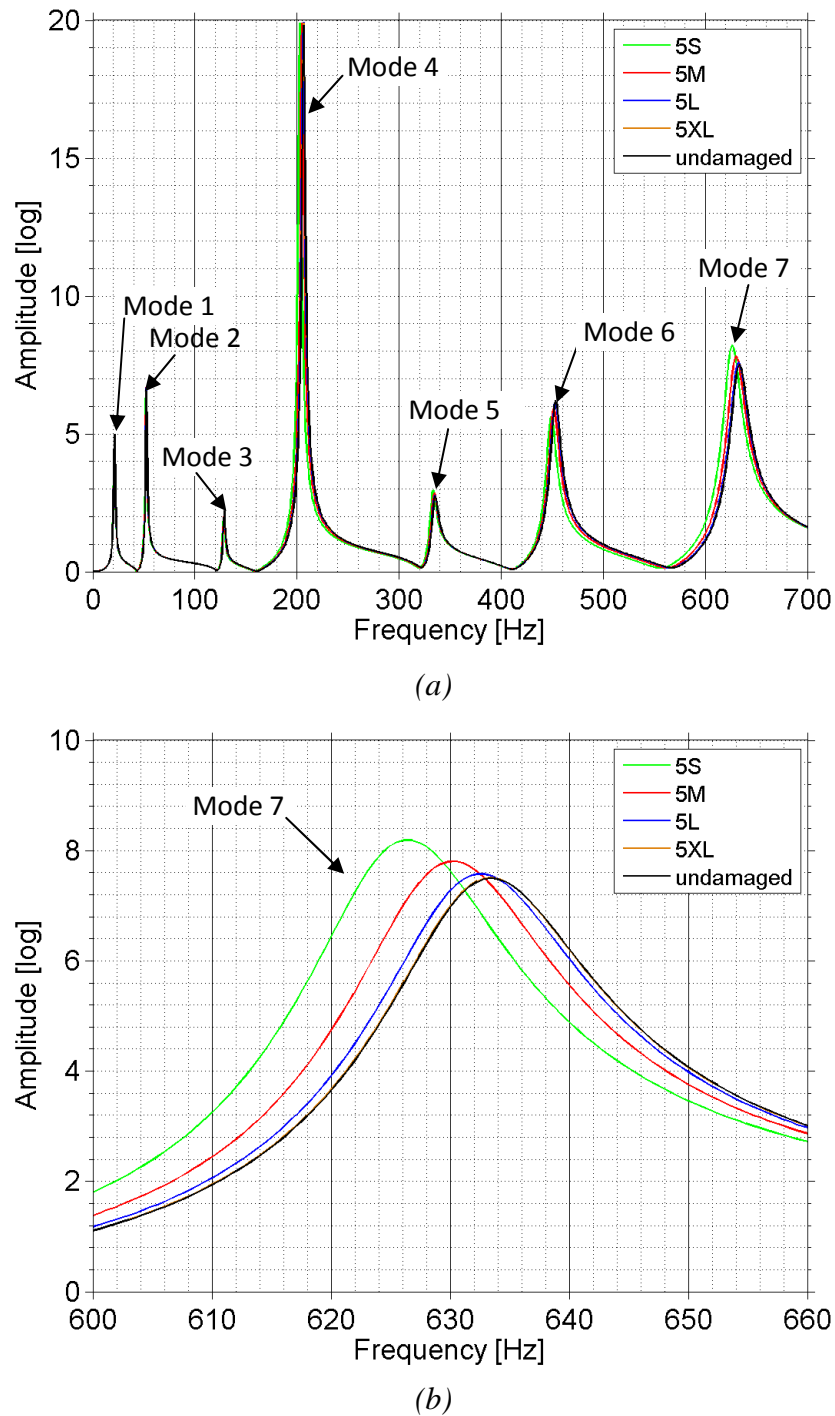 20
15
10
5
0
Amplitude [log]
Mode 1
Mode 2
Mode 3
Mode 4
Mode 5
Mode 6
Mode 7
5S
5M
5L
5XL
undamaged
0 100 200 300 400 500 600 700
Frequency [Hz]
(a)
10
8
6
4
2
0
Amplitude [log]
Mode 7
5S
5M
5L
5XL
undamaged
600 610 620 630 640 650 660
Frequency [Hz]
(b)